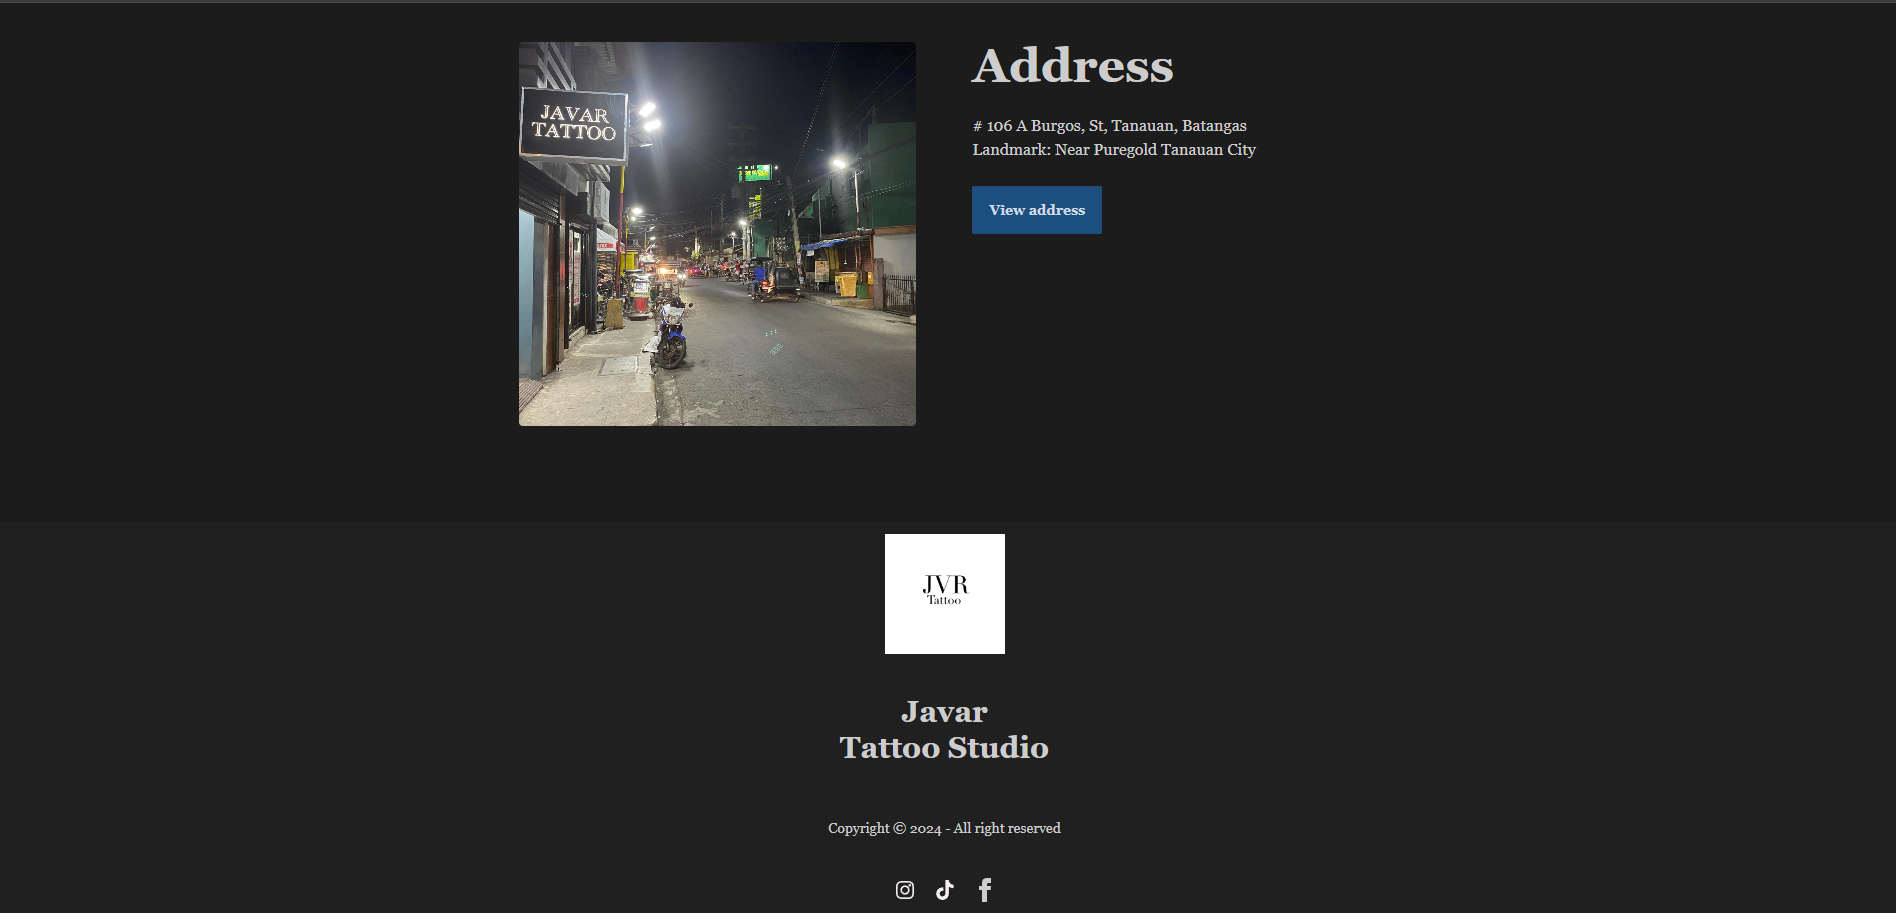 JAVAR
TATTOO
Address
# 106 A Burgos, St, Tanauan, Batangas
Landmark: Near Puregold Tanauan City
View address
JVR
Tattoo
Javar
Tattoo Studio
Copyright © 2024 - All right reserved